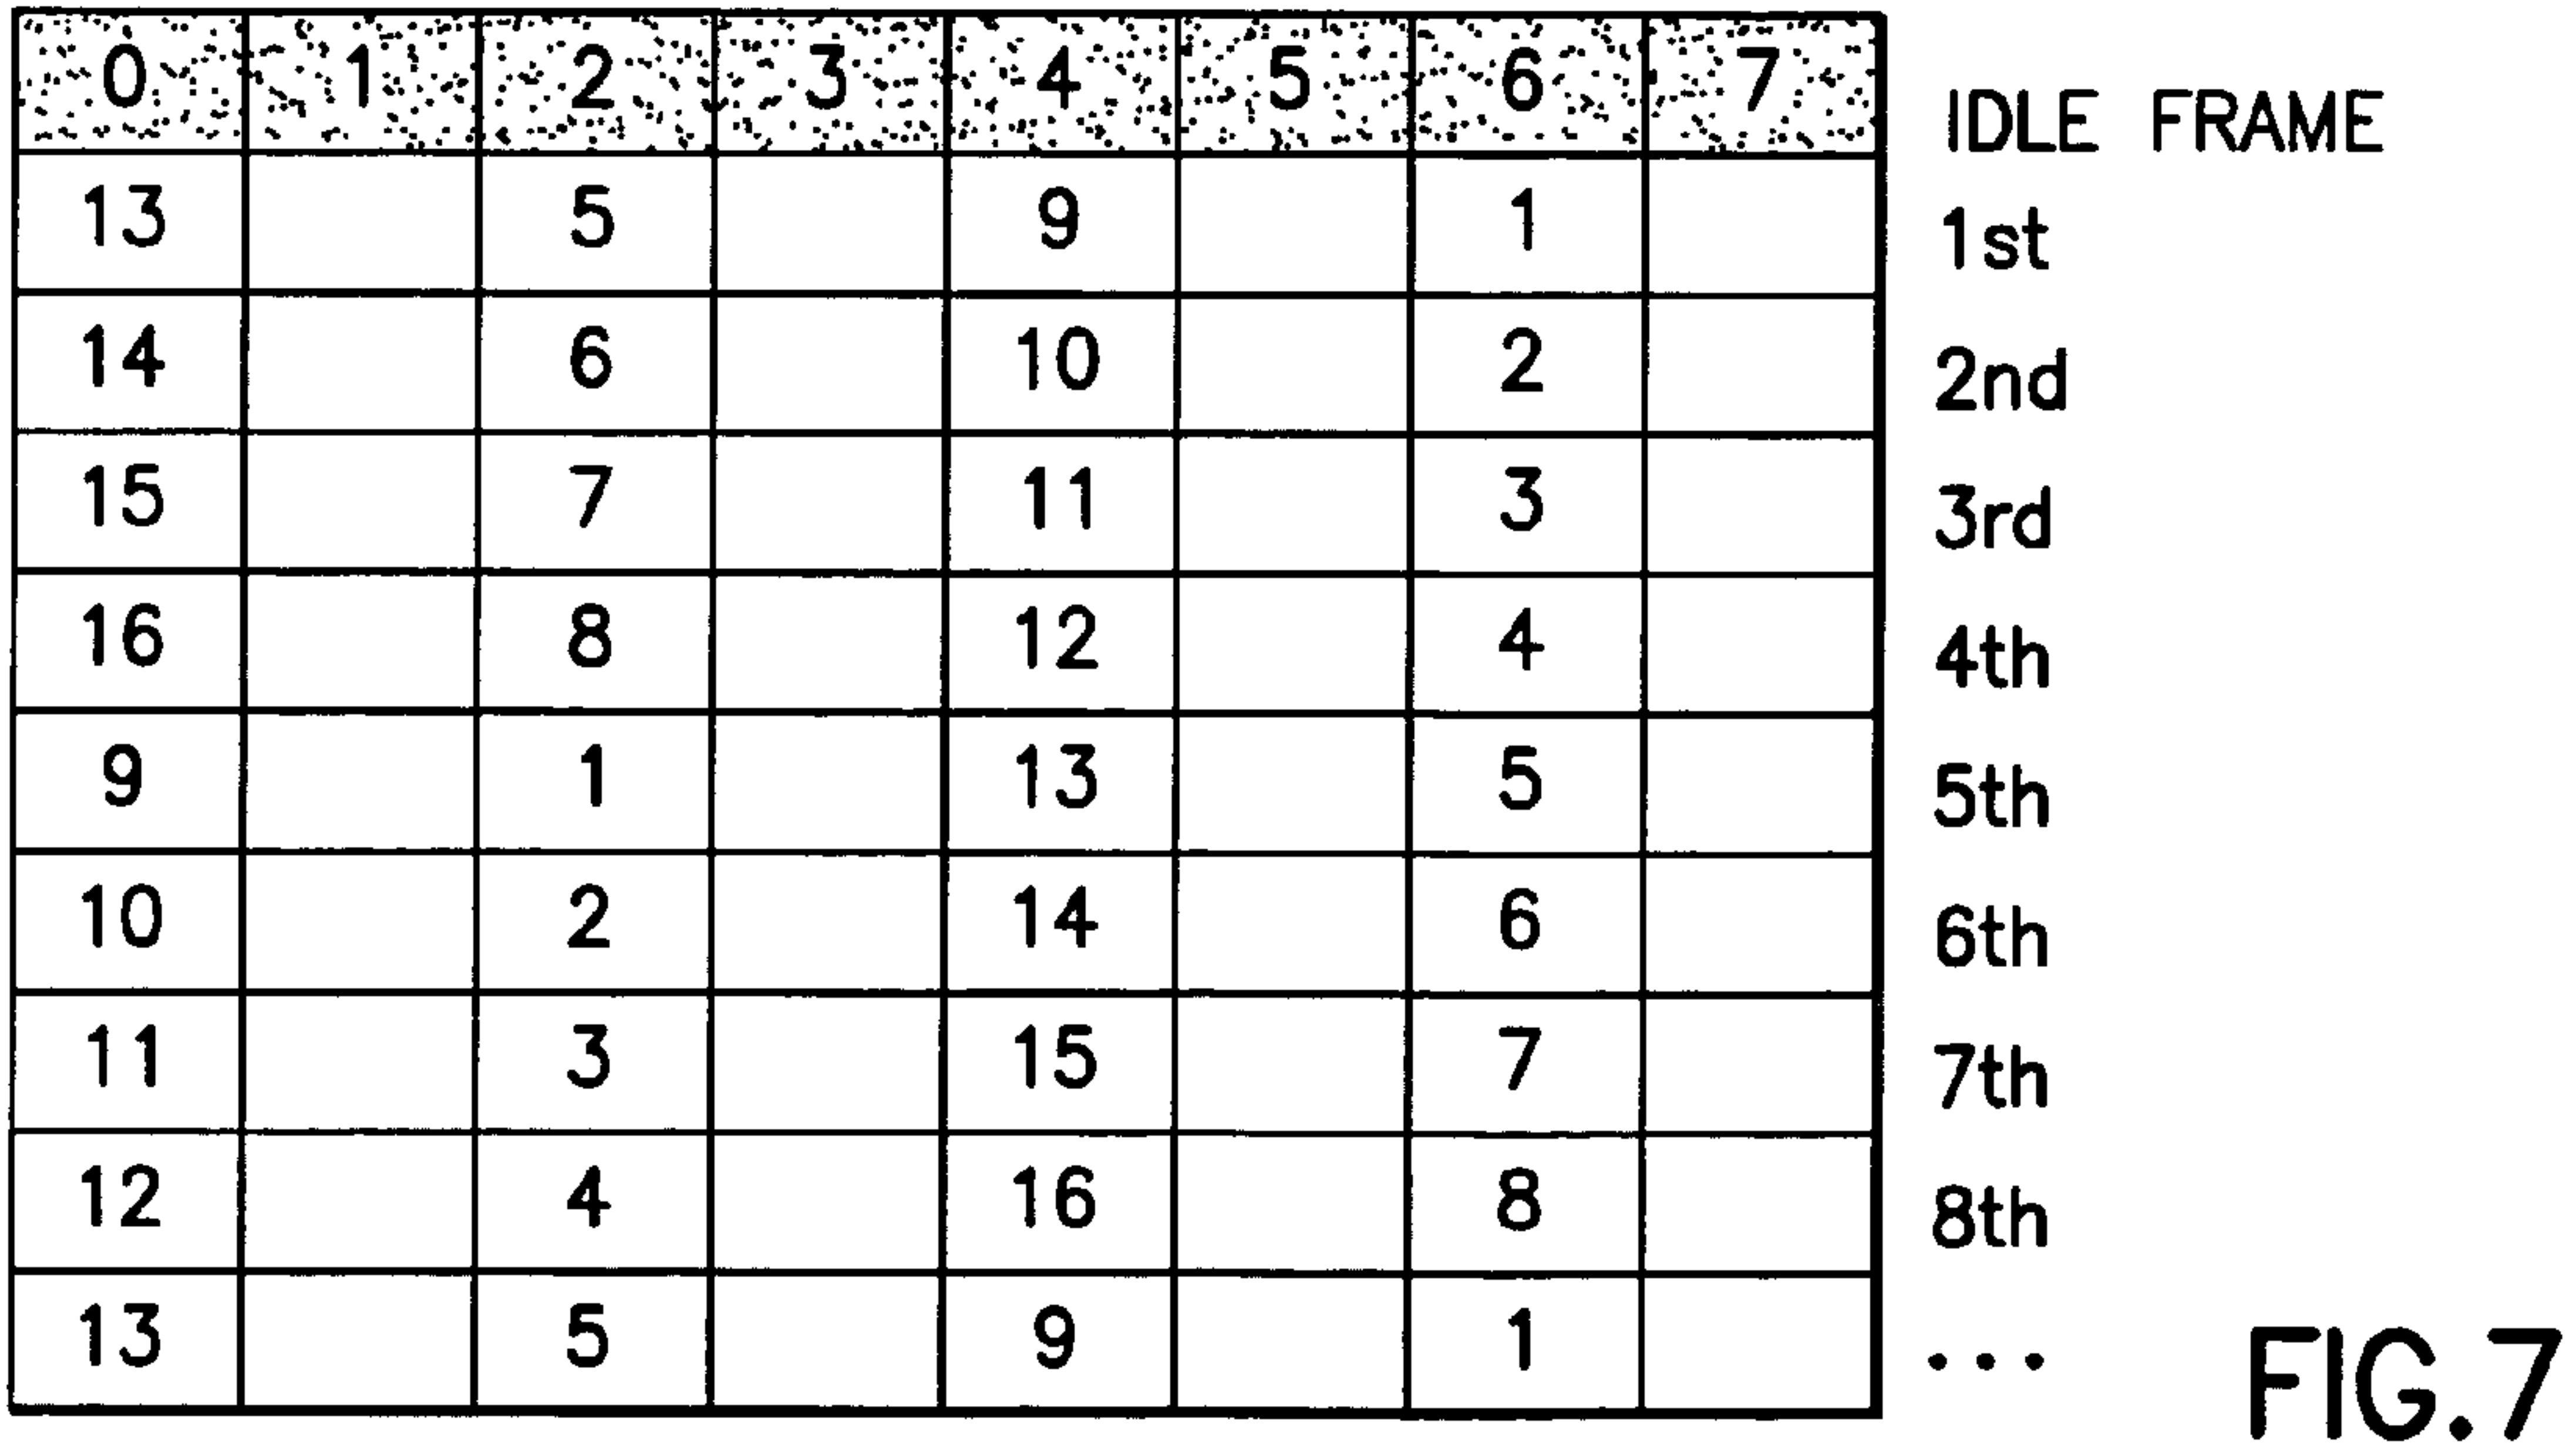 0 1 2 3 4 5 6 7 IDLE FRAME
13 5 9 1 1st
14 6 10 2 2nd
15 7 11 3 3rd
16 8 12 4 4th
9 1 13 5 5th
10 2 14 6 6th
11 3 15 7 7th
12 4 16 8 8th
13 5 9 1 ...
FIG.7